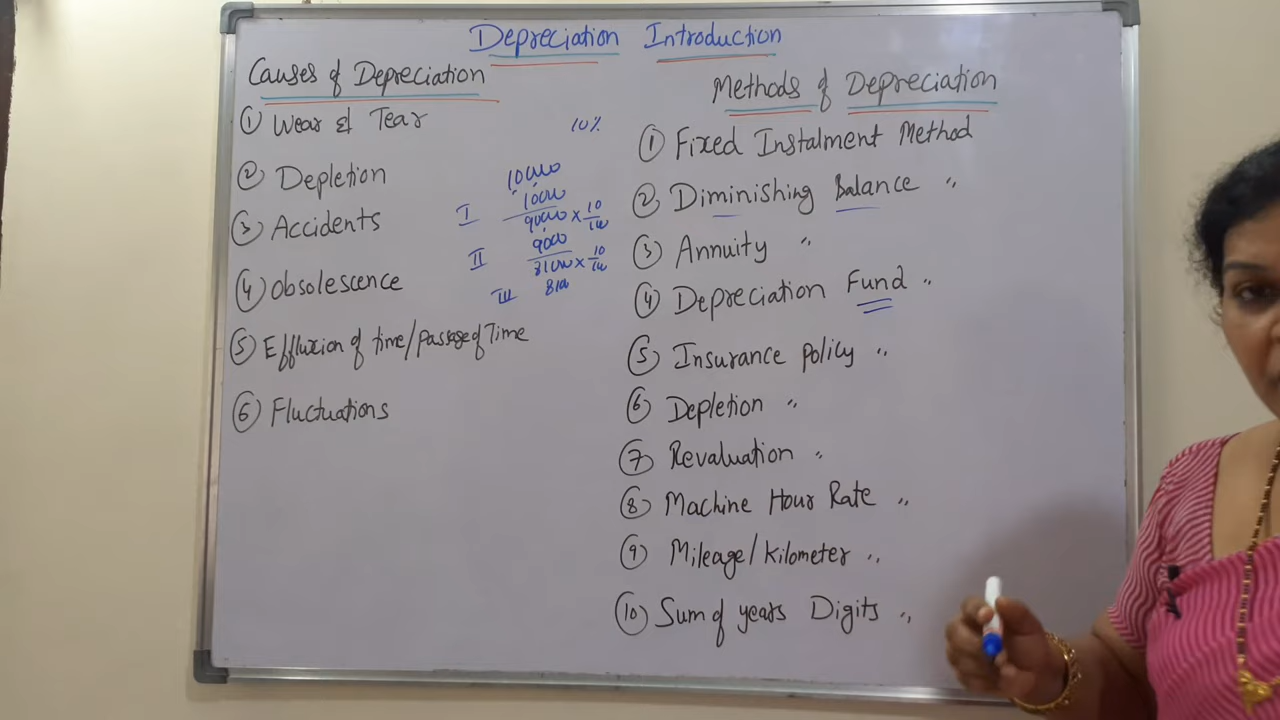 Depreciation Introduction
Causes of Depreciation
① Wear & Tear
② Depletion
③ Accidents
④ Obsolescence
⑤ Effluxion of time/passage of Time
⑥ Fluctuations
10%
10000
1000
I 9000 × 10/100
900
II 8100 × 10/100
III 810
Methods of Depreciation
① Fixed Instalment Method
② Diminishing Balance "
③ Annuity "
④ Depreciation Fund "
⑤ Insurance policy "
⑥ Depletion "
⑦ Revaluation "
⑧ Machine Hour Rate "
⑨ Mileage/Kilometer "
⑩ Sum of years Digits "